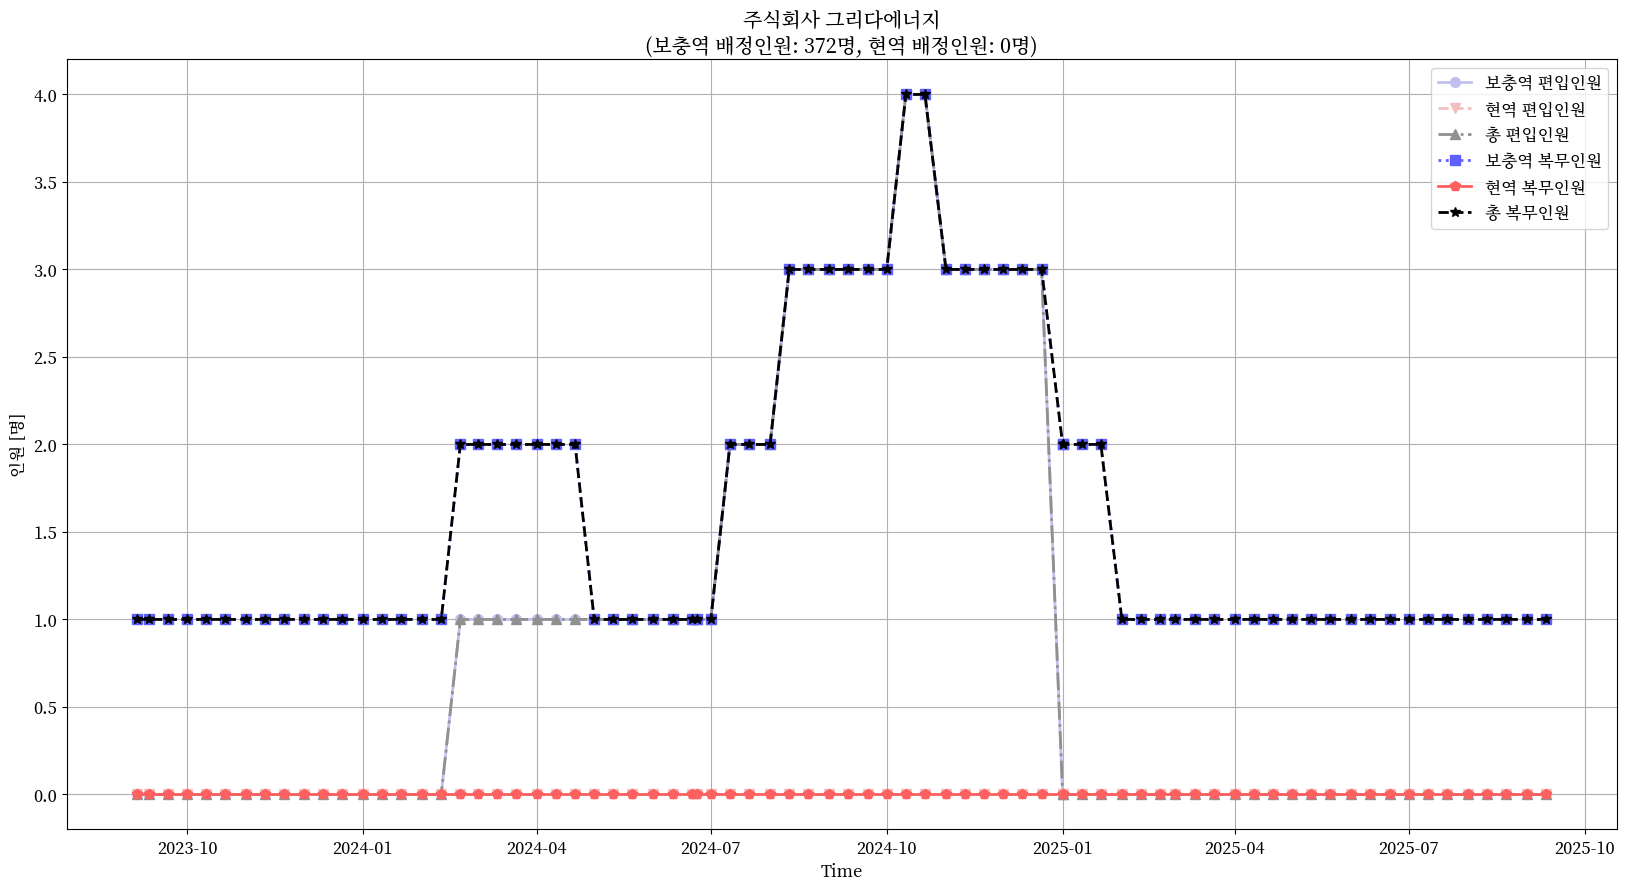 주식회사 그리다에너지
(보충역 배정인원: 372명, 현역 배정인원: 0명)
보충역 편입인원
현역 편입인원
총 편입인원
보충역 복무인원
현역 복무인원
총 복무인원
인원 [명]
4.0
3.5
3.0
2.5
2.0
1.5
1.0
0.5
0.0
2023-10
2024-01
2024-04
2024-07
2024-10
2025-01
2025-04
2025-07
2025-10
Time